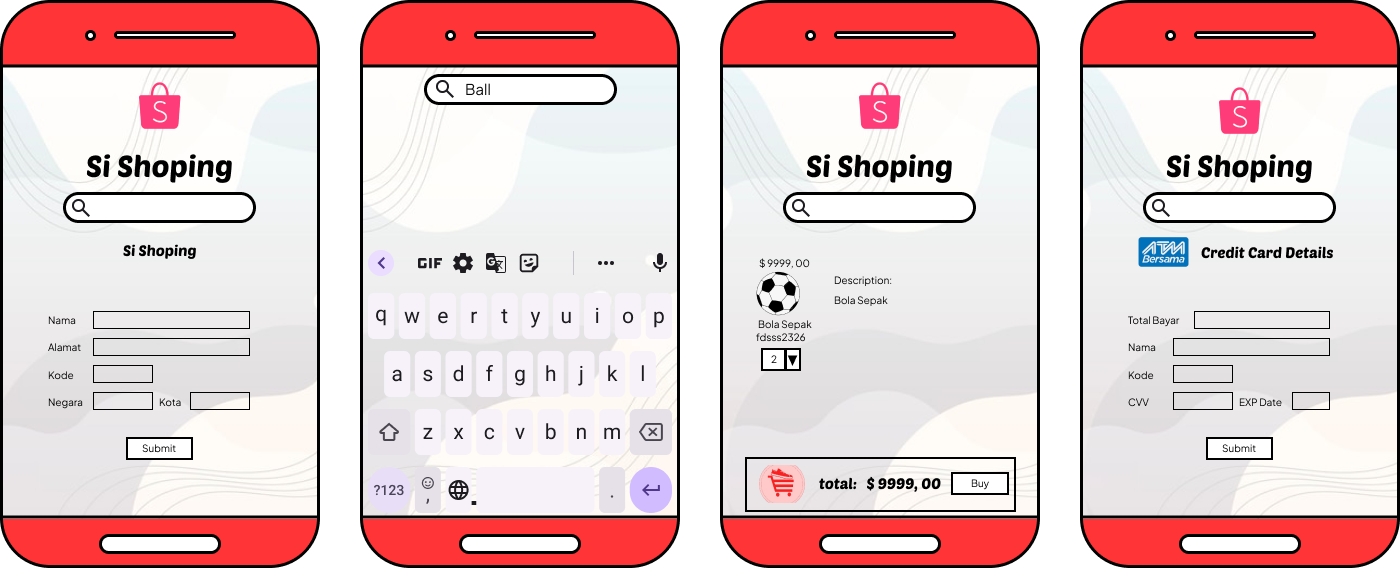 S
Si Shoping
Si Shoping
Nama
Alamat
Kode
Negara Kota
Submit
Ball
GIF
G
q w e r t y u i o p
a s d f g h j k l
z x c v b n m
?123 , .
S
Si Shoping
$ 9999, 00
Description:
Bola Sepak
Bola Sepak
fdsss2326
2
total: $ 9999, 00 Buy
S
Si Shoping
ATM
Bersama
Credit Card Details
Total Bayar
Nama
Kode
CVV EXP Date
Submit